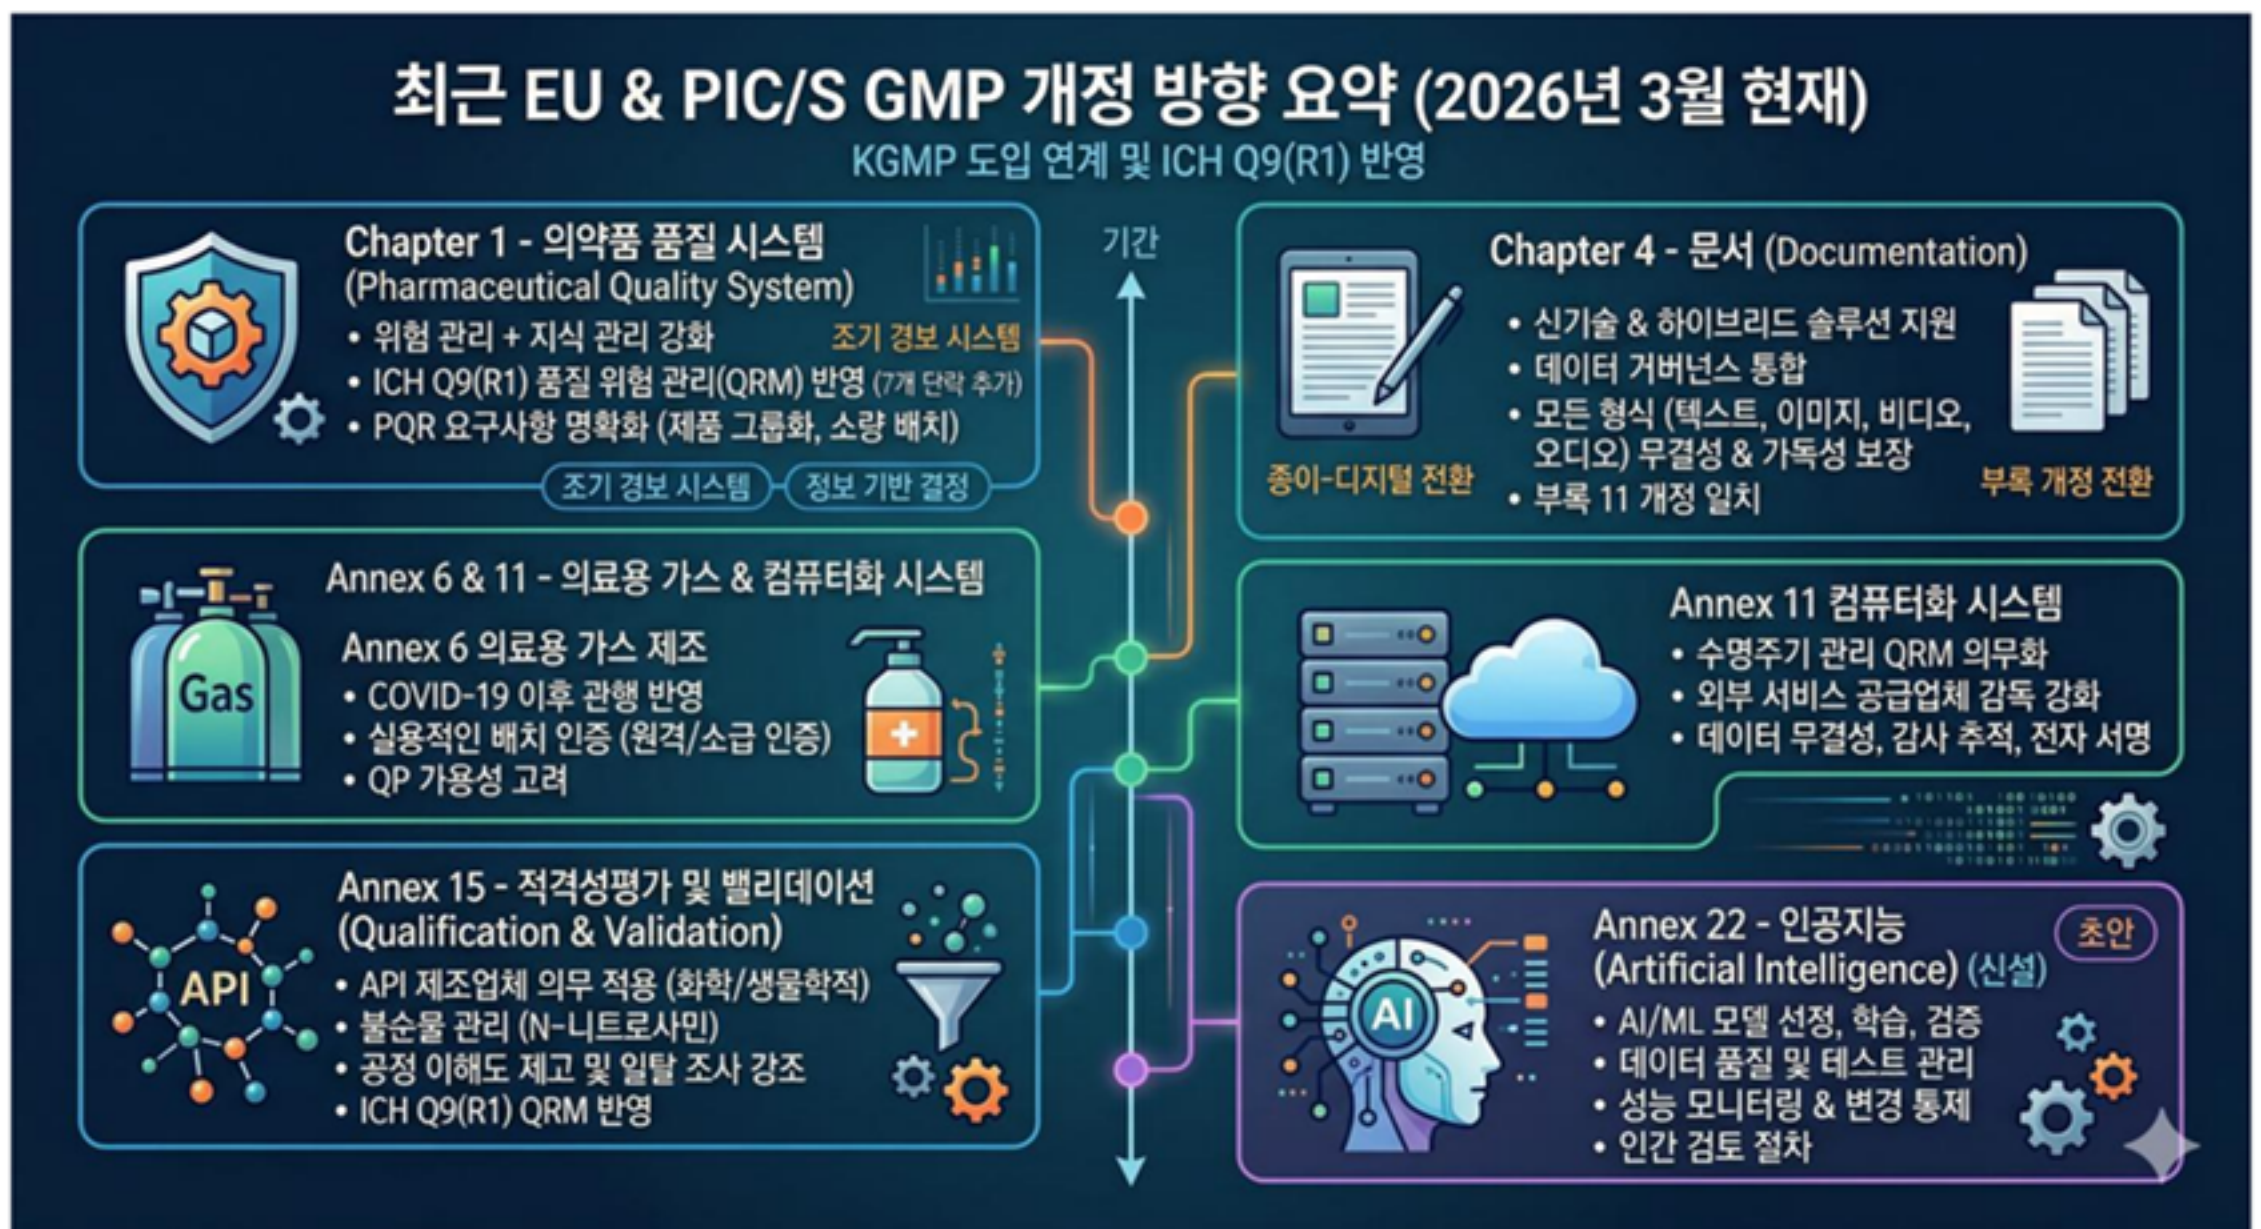 최근 EU & PIC/S GMP 개정 방향 요약 (2026년 3월 현재)
KGMP 도입 연계 및 ICH Q9(R1) 반영
Chapter 1 - 의약품 품질 시스템
(Pharmaceutical Quality System)
• 위험 관리 + 지식 관리 강화
조기 경보 시스템
• ICH Q9(R1) 품질 위험 관리(QRM) 반영 (7개 단락 추가)
• PQR 요구사항 명확화 (제품 그룹화, 소량 배치)
조기 경보 시스템
정보 기반 결정
기간
Chapter 4 - 문서 (Documentation)
• 신기술 & 하이브리드 솔루션 지원
• 데이터 거버넌스 통합
• 모든 형식 (텍스트, 이미지, 비디오,
오디오) 무결성 & 가독성 보장
• 부록 11 개정 일치
종이-디지털 전환
부록 개정 전환
Annex 6 & 11 - 의료용 가스 & 컴퓨터화 시스템
Gas
Annex 6 의료용 가스 제조
• COVID-19 이후 관행 반영
• 실용적인 배치 인증 (원격/소급 인증)
• QP 가용성 고려
Annex 11 컴퓨터화 시스템
• 수명주기 관리 QRM 의무화
• 외부 서비스 공급업체 감독 강화
• 데이터 무결성, 감사 추적, 전자 서명
API
Annex 15 - 적격성평가 및 밸리데이션
(Qualification & Validation)
• API 제조업체 의무 적용 (화학/생물학적)
• 불순물 관리 (N-니트로사민)
• 공정 이해도 제고 및 일탈 조사 강조
• ICH Q9(R1) QRM 반영
AI
Annex 22 - 인공지능
(Artificial Intelligence) (신설)
초안
• AI/ML 모델 선정, 학습, 검증
• 데이터 품질 및 테스트 관리
• 성능 모니터링 & 변경 통제
• 인간 검토 절차